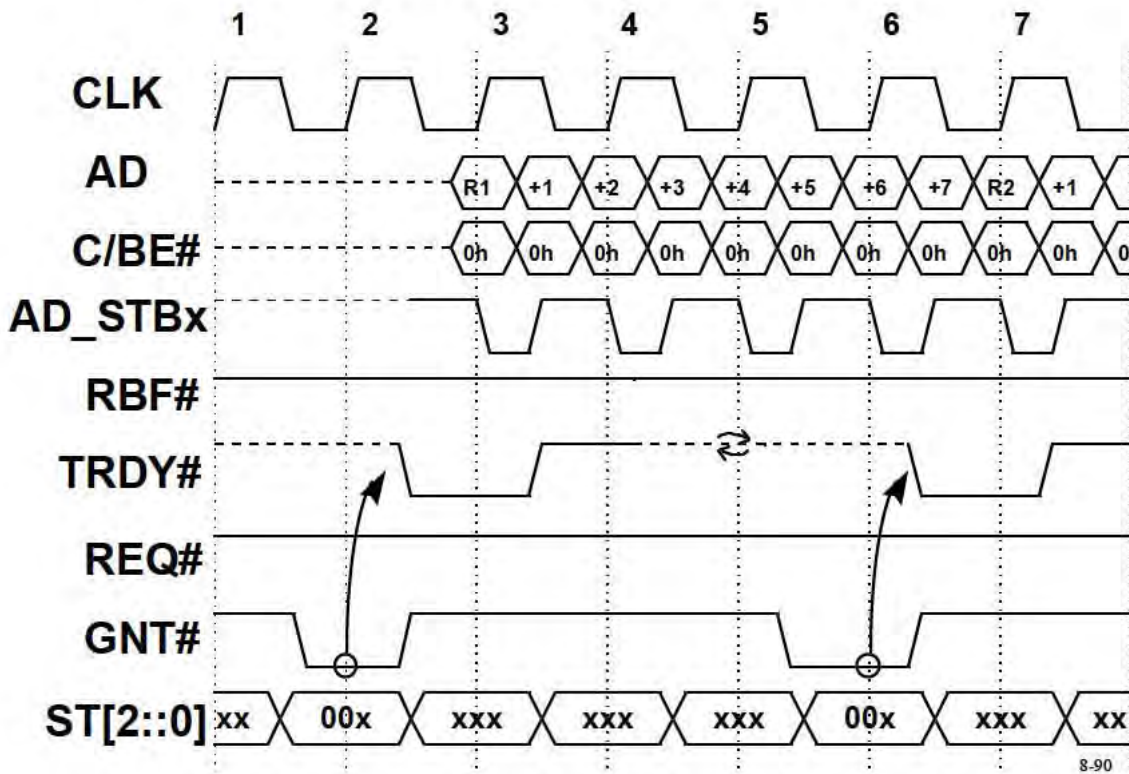 1 2 3 4 5 6 7
CLK
AD R1 +1 +2 +3 +4 +5 +6 +7 R2 +1
C/BE# 0h 0h 0h 0h 0h 0h 0h 0h 0h 0h 0
AD_STBx
RBF#
TRDY#
REQ#
GNT#
ST[2::0] xx 00x xxx xxx xxx 00x xxx xx
8-90